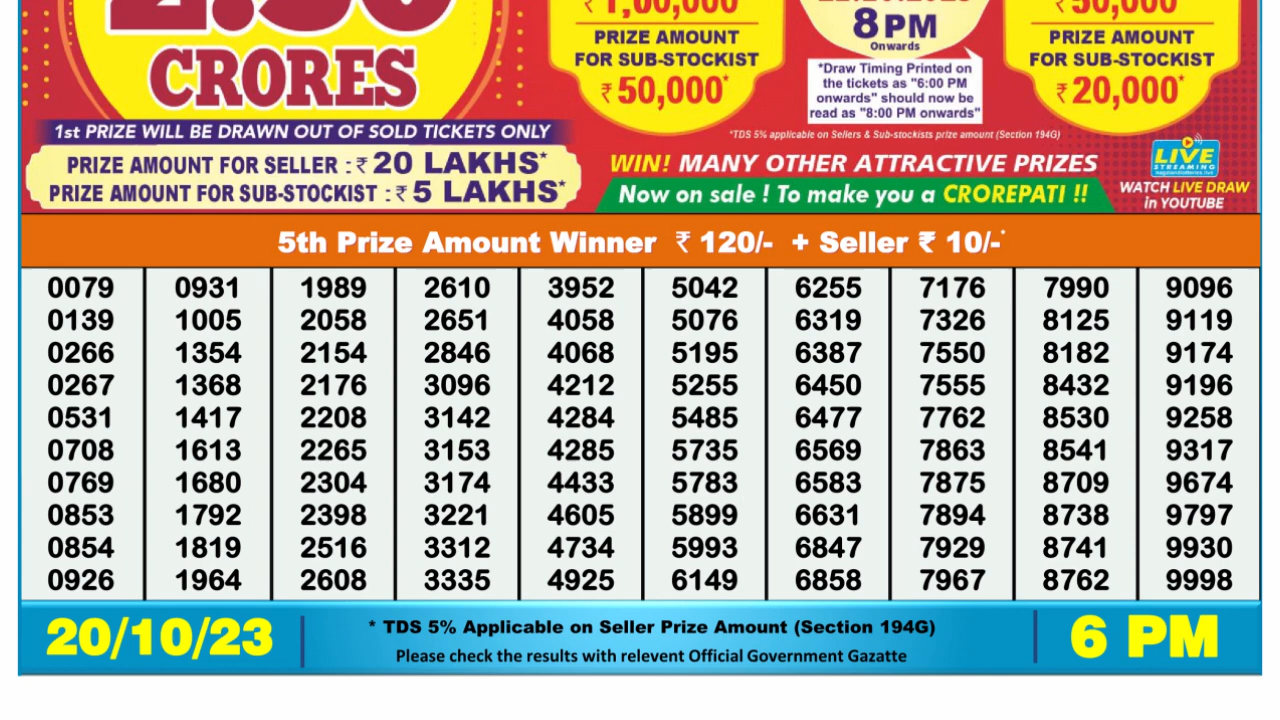 CRORES
1st PRIZE WILL BE DRAWN OUT OF SOLD TICKETS ONLY
PRIZE AMOUNT FOR SELLER : ₹ 20 LAKHS*
PRIZE AMOUNT FOR SUB-STOCKIST : ₹ 5 LAKHS*
PRIZE AMOUNT
FOR SUB-STOCKIST
₹ 50,000*
8 PM
Onwards
*Draw Timing Printed on
the tickets as "6:00 PM
onwards" should now be
read as "8:00 PM onwards"
₹ 50,000*
PRIZE AMOUNT
FOR SUB-STOCKIST
₹ 20,000*
*TDS 5% applicable on Sellers & Sub-stockists prize amount (Section 194G)
WIN! MANY OTHER ATTRACTIVE PRIZES
Now on sale ! To make you a CROREPATI !!
LIVE
STREAMING
WATCH LIVE DRAW
in YOUTUBE
5th Prize Amount Winner ₹ 120/- + Seller ₹ 10/-*
0079 0931 1989 2610 3952 5042 6255 7176 7990 9096
0139 1005 2058 2651 4058 5076 6319 7326 8125 9119
0266 1354 2154 2846 4068 5195 6387 7550 8182 9174
0267 1368 2176 3096 4212 5255 6450 7555 8432 9196
0531 1417 2208 3142 4284 5485 6477 7762 8530 9258
0708 1613 2265 3153 4285 5735 6569 7863 8541 9317
0769 1680 2304 3174 4433 5783 6583 7875 8709 9674
0853 1792 2398 3221 4605 5899 6631 7894 8738 9797
0854 1819 2516 3312 4734 5993 6847 7929 8741 9930
0926 1964 2608 3335 4925 6149 6858 7967 8762 9998
20/10/23
* TDS 5% Applicable on Seller Prize Amount (Section 194G)
Please check the results with relevent Official Government Gazatte
6 PM